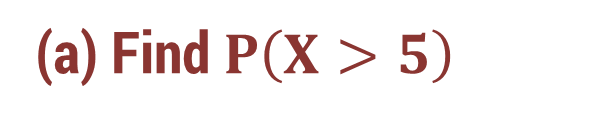 (a) Find P(X > 5)